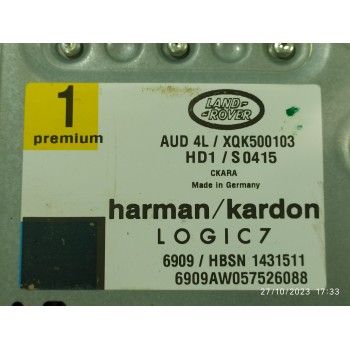 1
premium
LAND-
ROVER
AUD 4L / XQK500103
HD1 / S0415
CKARA
Made in Germany
harman/kardon
LOGIC7
6909 / HBSN 1431511
6909AW057526088
27/10/2023 17:33